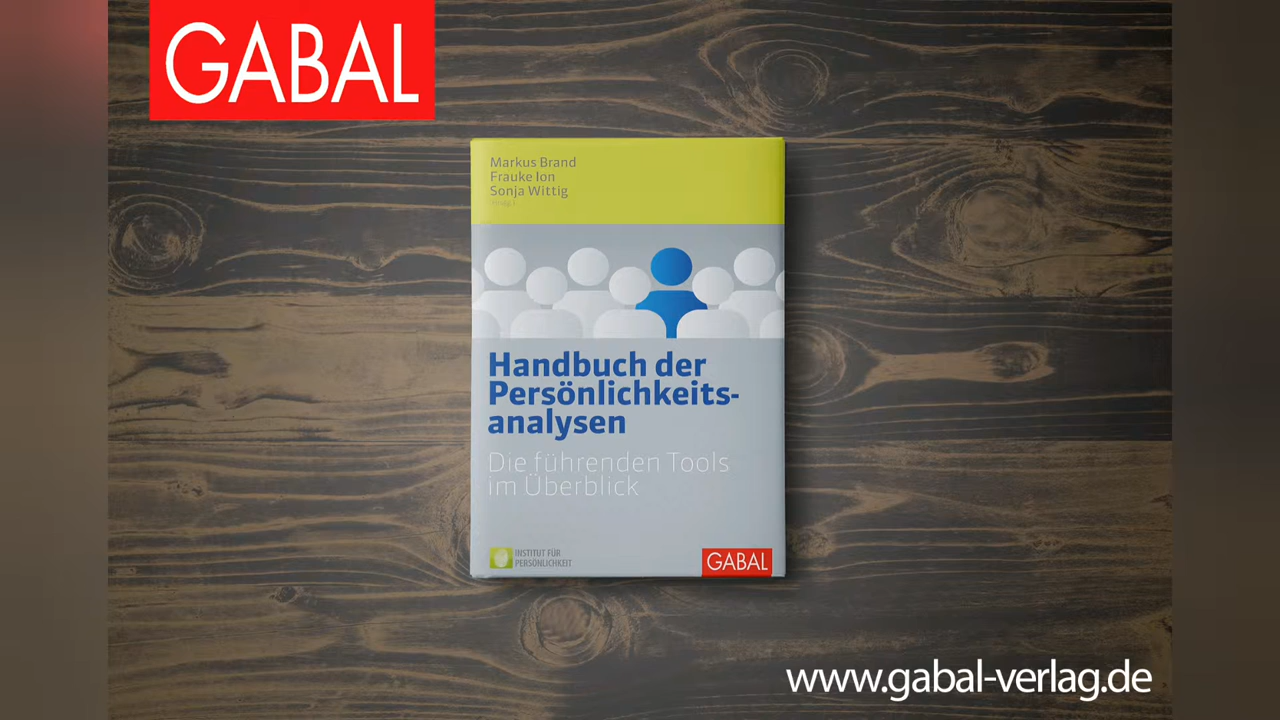 GABAL
Markus Brand
Frauke Ion
Sonja Wittig
Handbuch der
Persönlichkeits-
analysen
Die führenden Tools
im Überblick
INSTITUT FÜR
PERSÖNLICHKEIT
GABAL
www.gabal-verlag.de